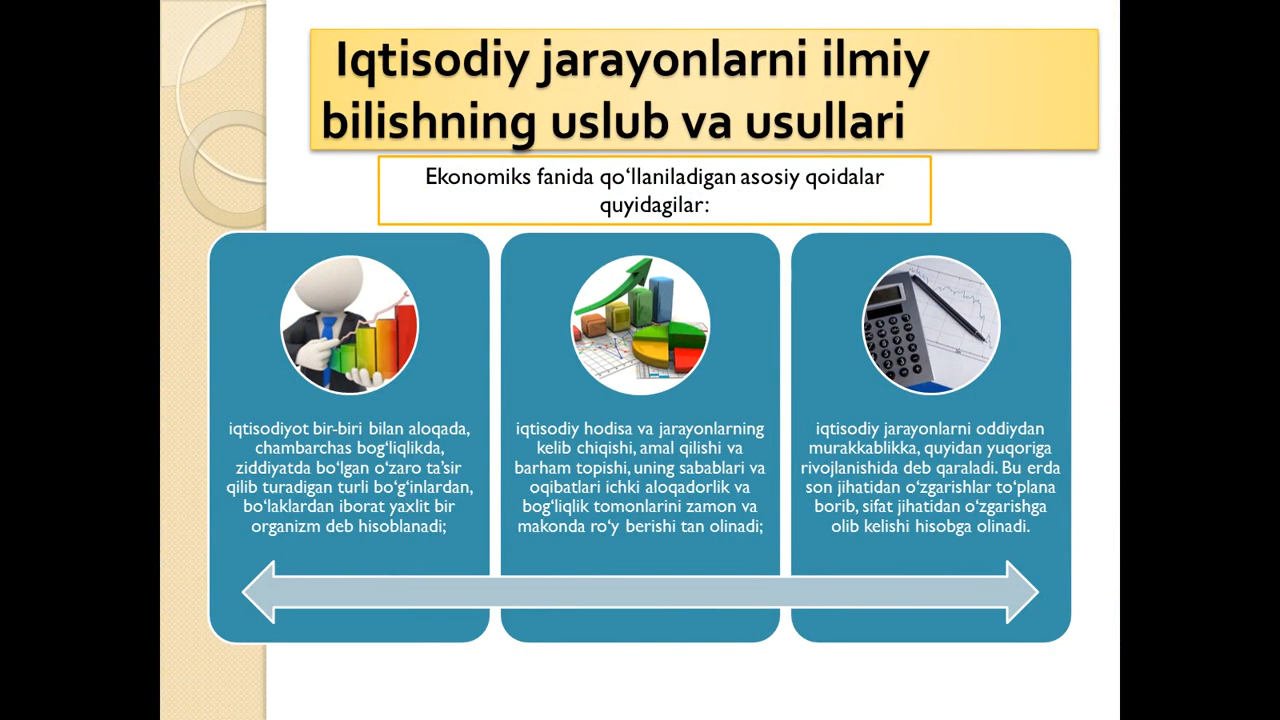 Iqtisodiy jarayonlarni ilmiy
bilishning uslub va usullari
Ekonomiks fanida qo‘llaniladigan asosiy qoidalar
quyidagilar:
iqtisodiyot bir-biri bilan aloqada,
chambarchas bog‘liqlikda,
ziddiyatda bo‘lgan o‘zaro ta’sir
qilib turadigan turli bo‘g‘inlardan,
bo‘laklardan iborat yaxlit bir
organizm deb hisoblanadi;
iqtisodiy hodisa va jarayonlarning
kelib chiqishi, amal qilishi va
barham topishi, uning sabablari va
oqibatlari ichki aloqadorlik va
bog‘liqlik tomonlarini zamon va
makonda ro‘y berishi tan olinadi;
iqtisodiy jarayonlarni oddiydan
murakkablikka, quyidan yuqoriga
rivojlanishida deb qaraladi. Bu erda
son jihatidan o‘zgarishlar to‘plana
borib, sifat jihatidan o‘zgarishga
olib kelishi hisobga olinadi.